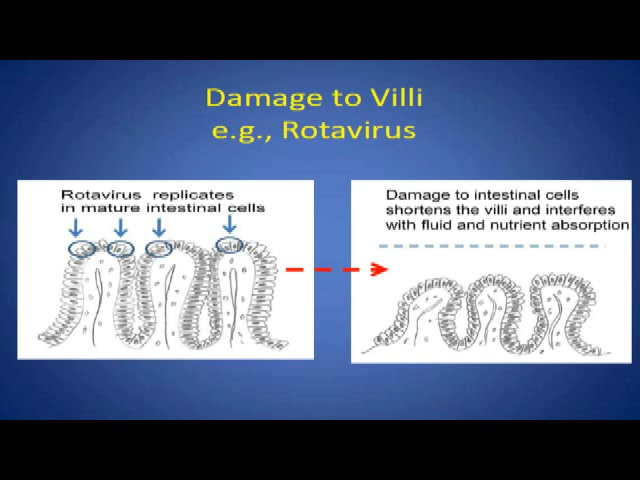 Damage to Villi
e.g., Rotavirus
Rotavirus replicates
in mature intestinal cells
Damage to intestinal cells
shortens the villi and interferes
with fluid and nutrient absorption